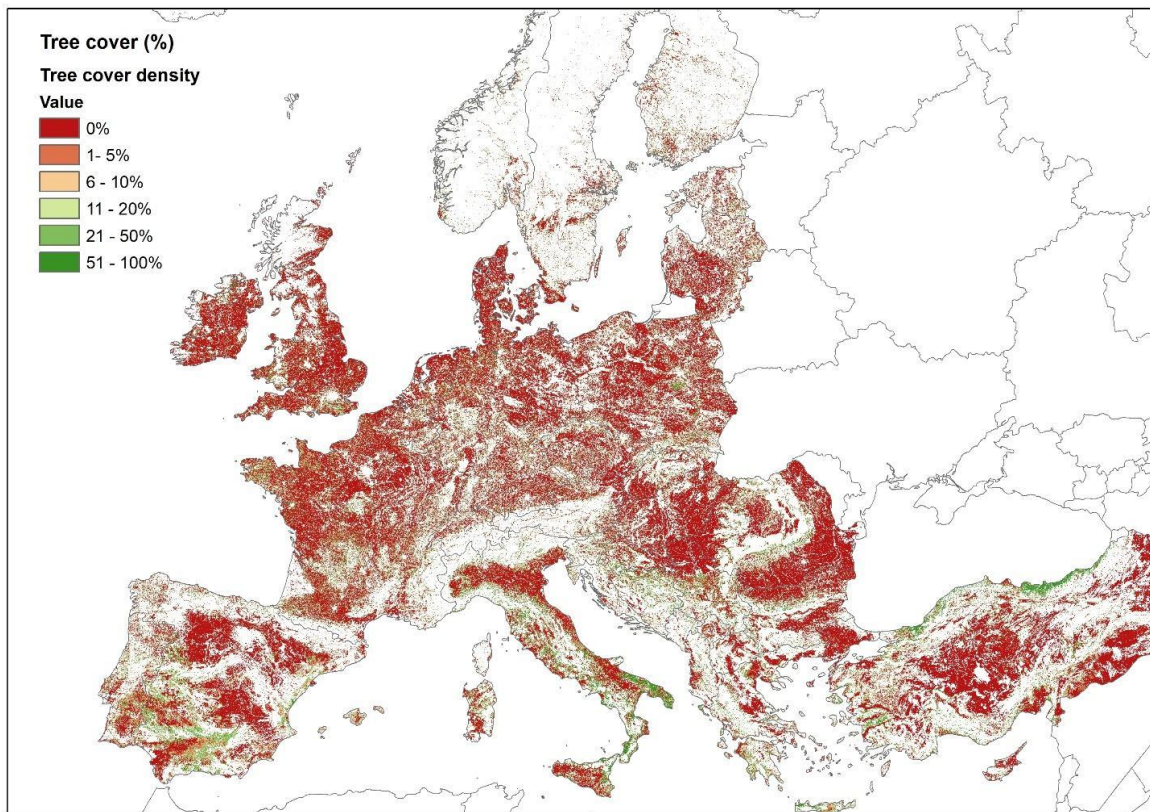 Tree cover (%)
Tree cover density
Value
0%
1- 5%
6 - 10%
11 - 20%
21 - 50%
51 - 100%